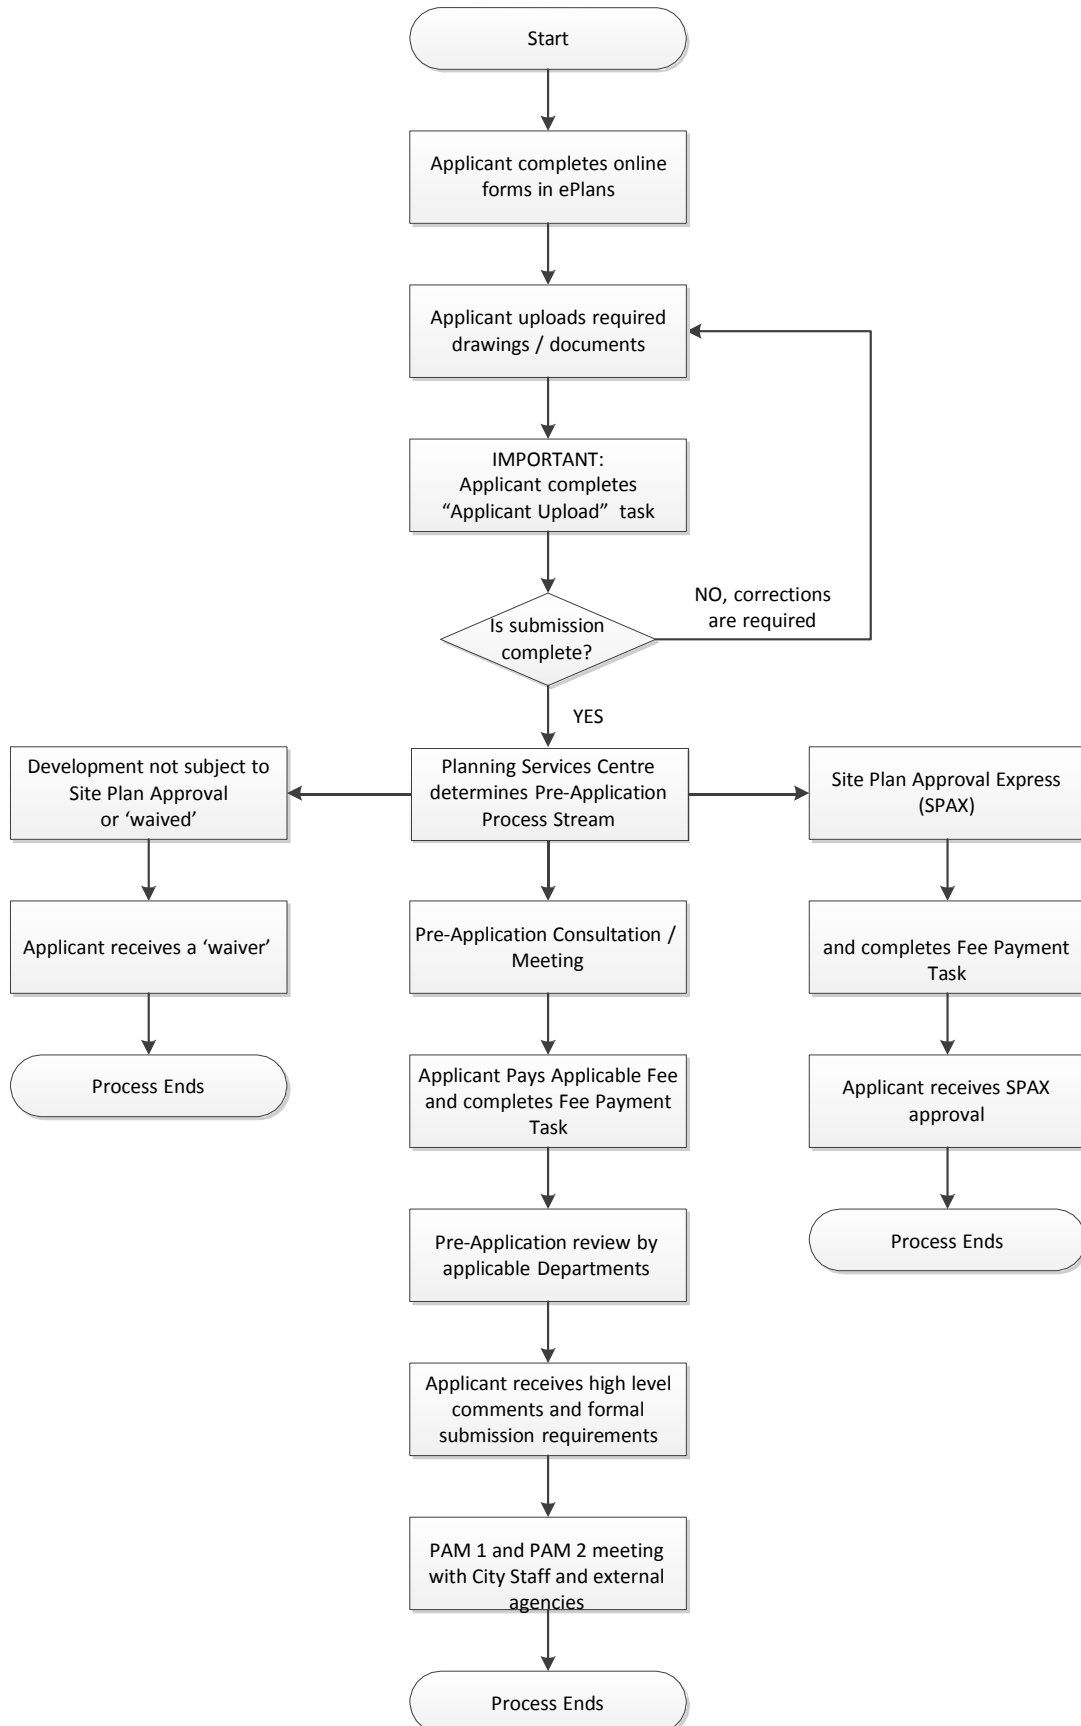 Start
Applicant completes online
forms in ePlans
Applicant uploads required
drawings / documents
IMPORTANT:
Applicant completes
“Applicant Upload” task
NO, corrections
are required
Is submission
complete?
YES
Development not subject to
Site Plan Approval
or ‘waived’
Planning Services Centre
determines Pre-Application
Process Stream
Site Plan Approval Express
(SPAX)
Applicant receives a ‘waiver’
Pre-Application Consultation /
Meeting
and completes Fee Payment
Task
Process Ends
Applicant Pays Applicable Fee
and completes Fee Payment
Task
Applicant receives SPAX
approval
Pre-Application review by
applicable Departments
Process Ends
Applicant receives high level
comments and formal
submission requirements
PAM 1 and PAM 2 meeting
with City Staff and external
agencies
Process Ends